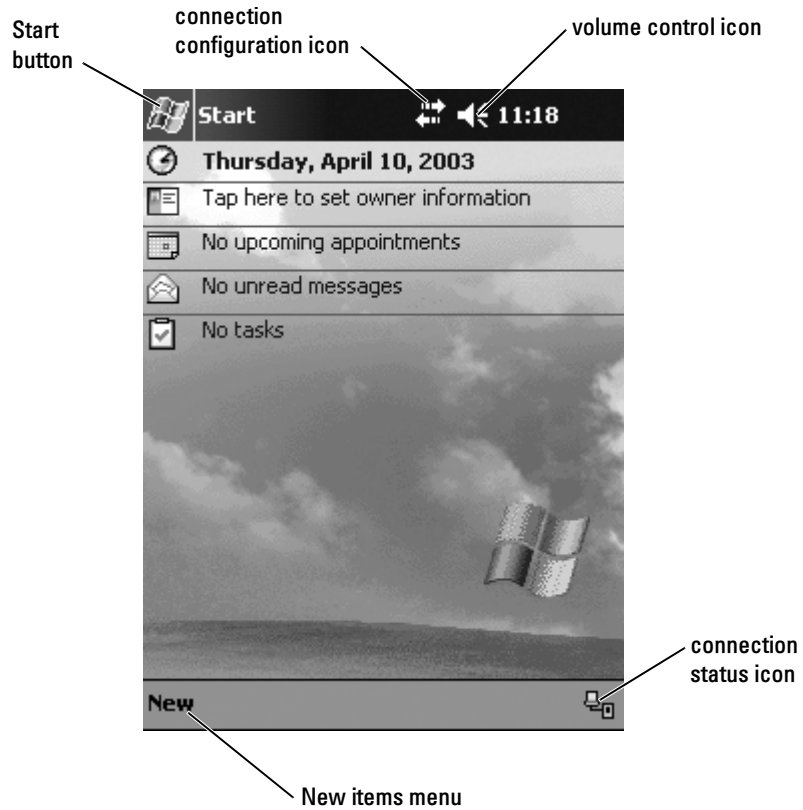 Start
button
connection
configuration icon
volume control icon
Start
11:18
Thursday, April 10, 2003
Tap here to set owner information
No upcoming appointments
No unread messages
No tasks
connection
status icon
New
New items menu